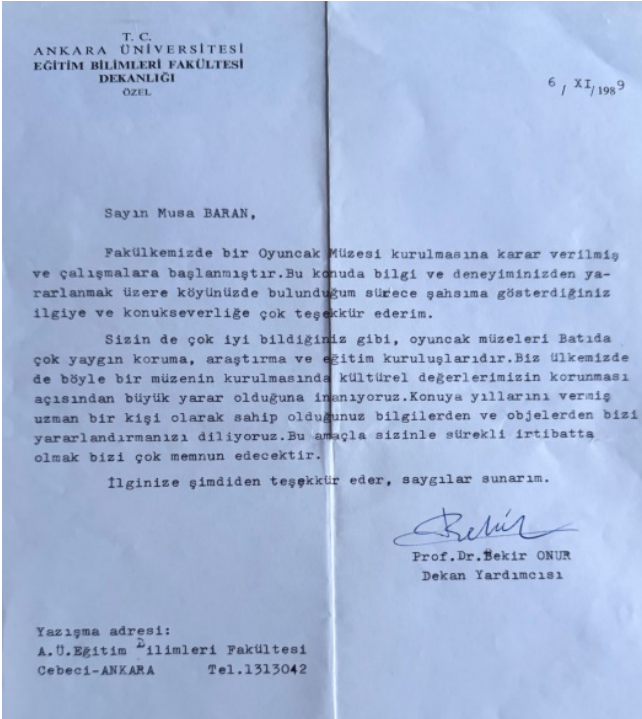 T. C.
ANKARA ÜNİVERSİTESİ
EĞİTİM BİLİMLERİ FAKÜLTESİ
DEKANLIĞI
ÖZEL
6 / XI/1989
Sayın Musa BARAN,
Fakülkemizde bir Oyuncak Müzesi kurulmasına karar verilmiş
ve çalışmalara başlanmıştır.Bu konuda bilgi ve deneyiminizden ya-
rarlanmak üzere köyünüzde bulunduğum sürece şahsıma gösterdiğiniz
ilgiye ve konukseverliğe çok teşekkür ederim.
Sizin de çok iyi bildiğiniz gibi, oyuncak müzeleri Batıda
çok yaygın koruma, araştırma ve eğitim kuruluşlarıdır.Biz ülkemizde
de böyle bir müzenin kurulmasında kültürel değerlerimizin korunması
açısından büyük yarar olduğuna inanıyoruz.Konuya yıllarını vermiş
uzman bir kişi olarak sahip olduğunuz bilgilerden ve objelerden bizi
yararlandırmanızı diliyoruz.Bu amaçla sizinle sürekli irtibatta
olmak bizi çok memnun edecektir.
İlginize şimdiden teşekkür eder, saygılar sunarım.
Prof.Dr.Bekir ONUR
Dekan Yardımcısı
Yazışma adresi:
A.Ü.Eğitim Bilimleri Fakültesi
Cebeci-ANKARA Tel.1313042